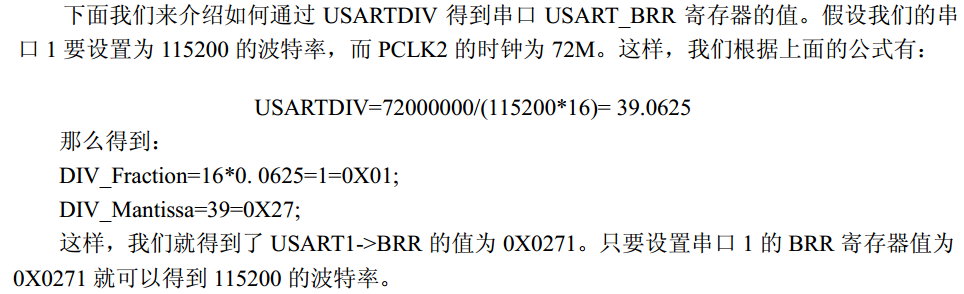 下面我们来介绍如何通过 USARTDIV 得到串口 USART_BRR 寄存器的值。假设我们的串
口 1 要设置为 115200 的波特率，而 PCLK2 的时钟为 72M。这样，我们根据上面的公式有：
USARTDIV=72000000/(115200*16)= 39.0625
那么得到：
DIV_Fraction=16*0. 0625=1=0X01;
DIV_Mantissa=39=0X27;
这样，我们就得到了 USART1->BRR 的值为 0X0271。只要设置串口 1 的 BRR 寄存器值为
0X0271 就可以得到 115200 的波特率。